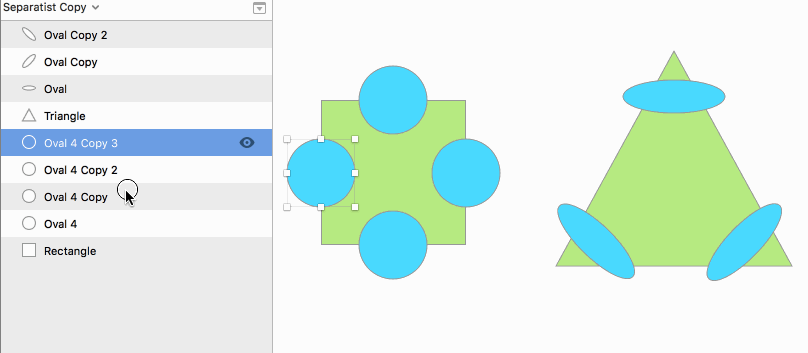 Separatist Copy
Oval Copy 2
Oval Copy
Oval
Triangle
Oval 4 Copy 3
Oval 4 Copy 2
Oval 4 Copy
Oval 4
Rectangle